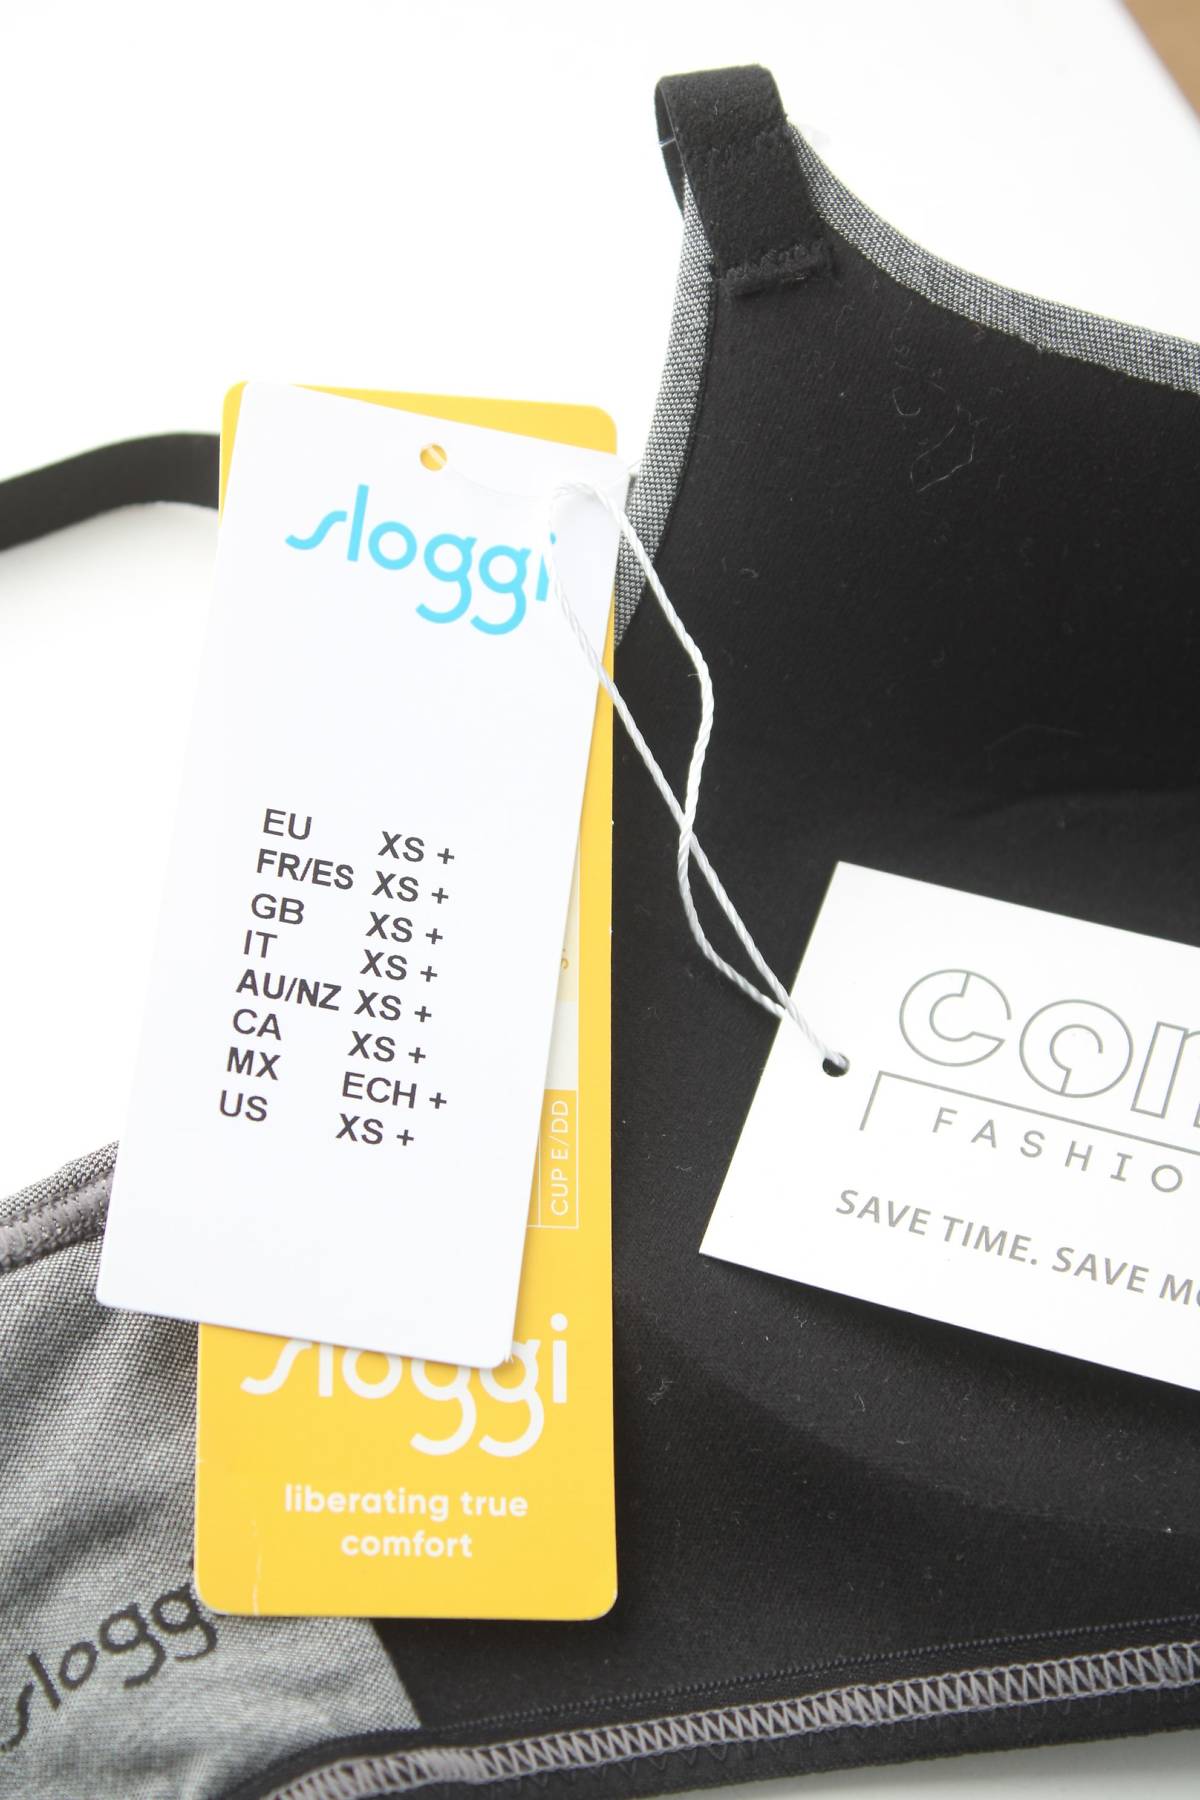 sloggi
EU XS +
FR/ES XS +
GB XS +
IT XS +
AU/NZ XS +
CA XS +
MX ECH +
US XS +
CUP E/DD
sloggi
liberating true
comfort
sloggi
FASHIO
SAVE TIME. SAVE